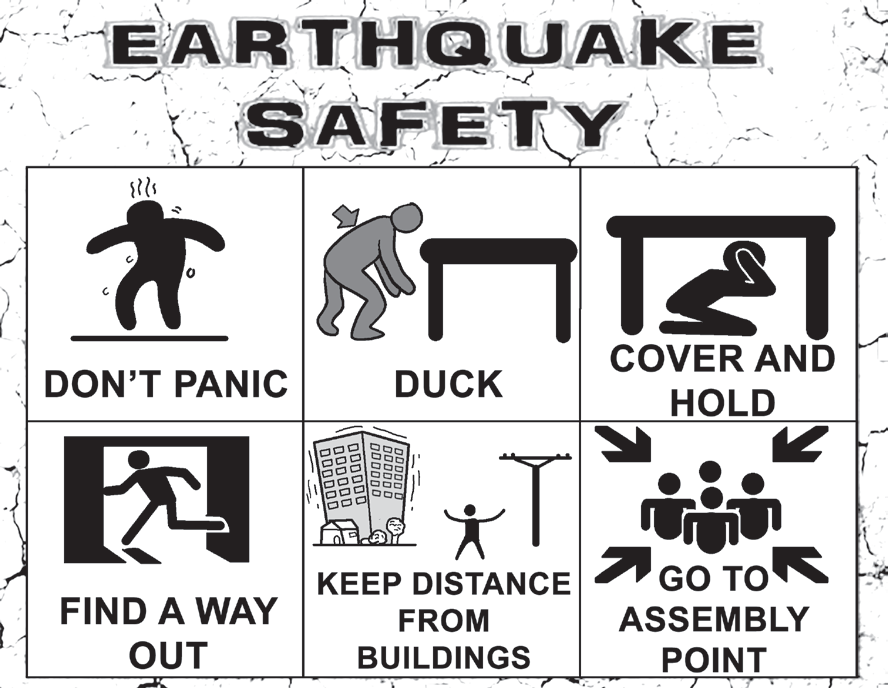 EARTHQUAKE
SAFETY
DON'T PANIC
DUCK
COVER AND
HOLD
FIND A WAY
OUT
KEEP DISTANCE
FROM
BUILDINGS
GO TO
ASSEMBLY
POINT